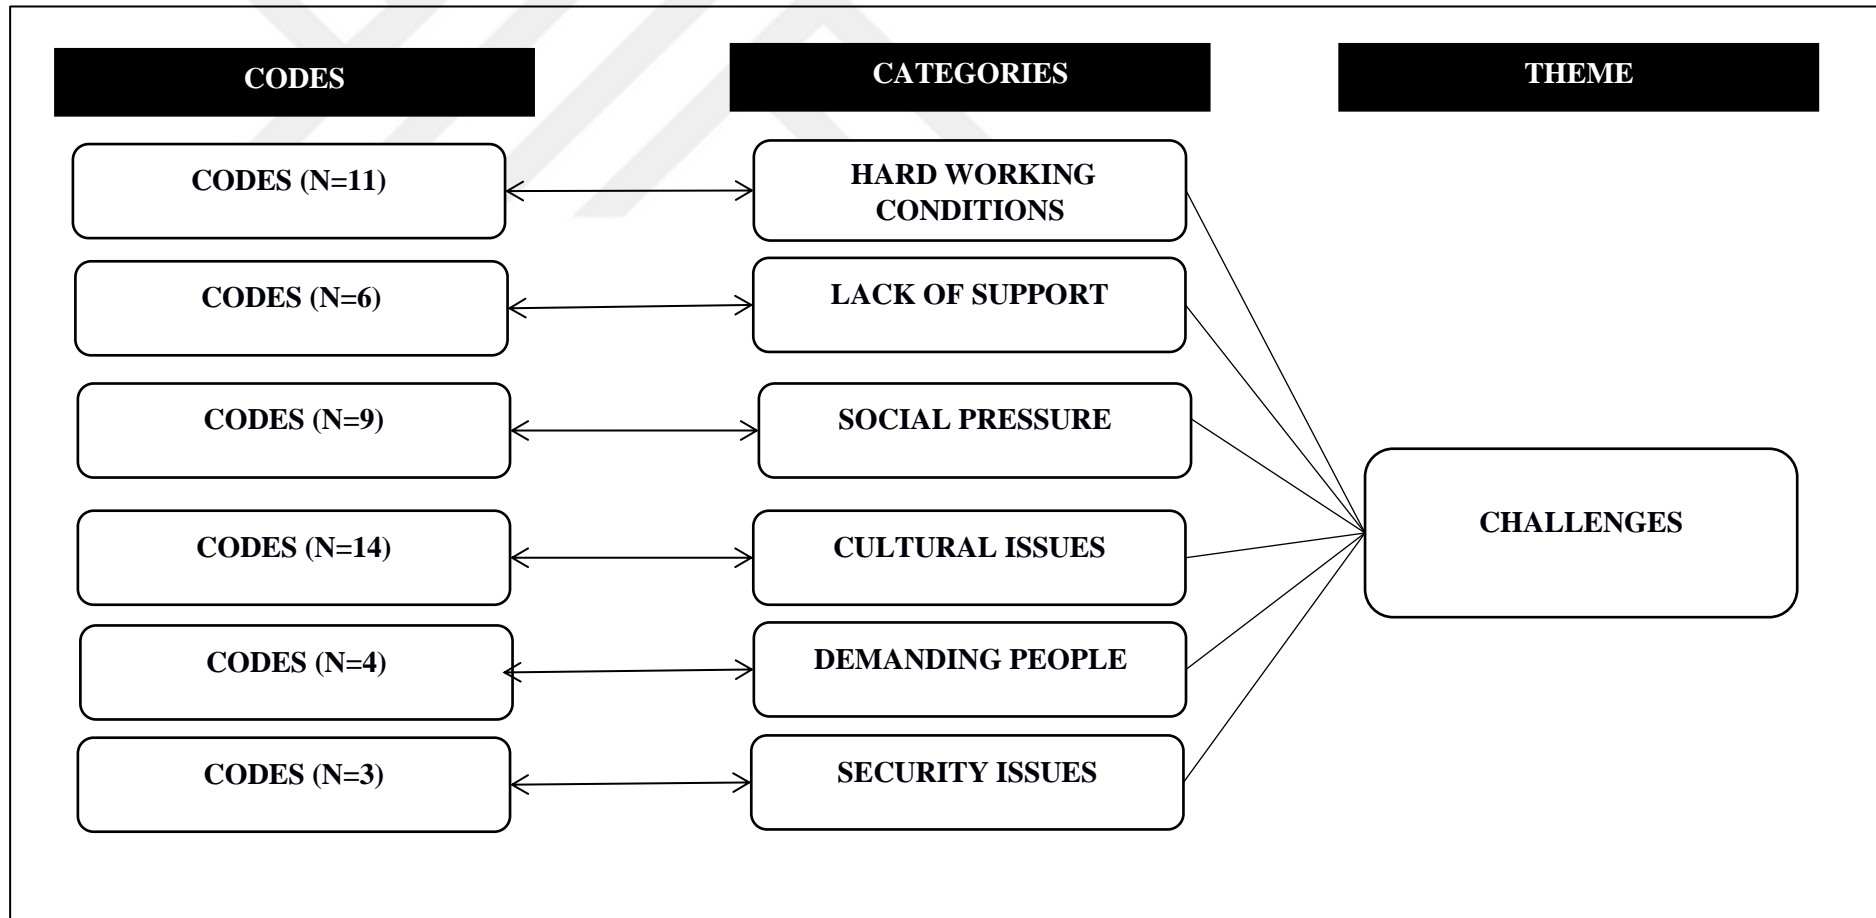 CODES
CATEGORIES
THEME
CODES (N=11)
HARD WORKING
CONDITIONS
CODES (N=6)
LACK OF SUPPORT
CODES (N=9)
SOCIAL PRESSURE
CODES (N=14)
CULTURAL ISSUES
CHALLENGES
CODES (N=4)
DEMANDING PEOPLE
CODES (N=3)
SECURITY ISSUES